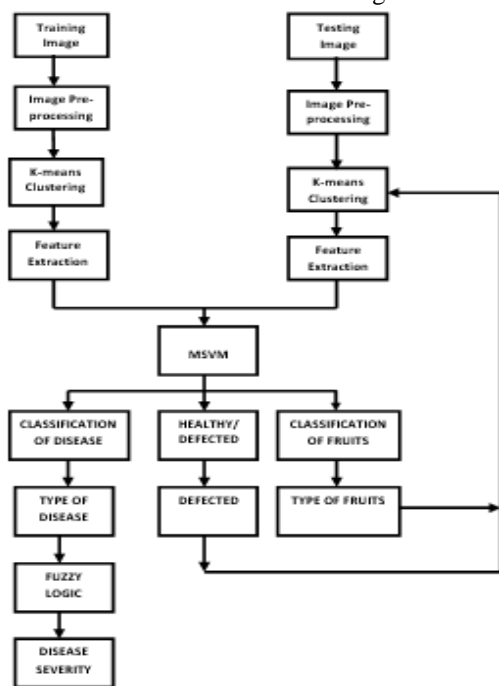 Training
Image
Testing
Image
Image Pre-
processing
Image Pre-
processing
K-means
Clustering
K-means
Clustering
Feature
Extraction
Feature
Extraction
MSVM
CLASSIFICATION
OF DISEASE
HEALTHY/
DEFECTED
CLASSIFICATION
OF FRUITS
TYPE OF
DISEASE
DEFECTED
TYPE OF FRUITS
FUZZY
LOGIC
DISEASE
SEVERITY